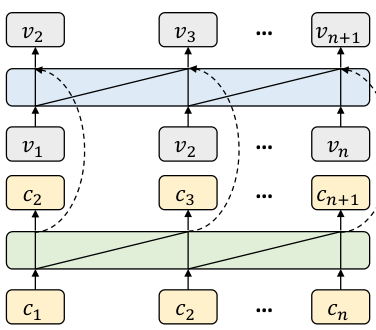 v₂ v₃ ... vₙ₊₁
v₁ v₂ ... vₙ
c₂ c₃ ... cₙ₊₁
c₁ c₂ ... cₙ